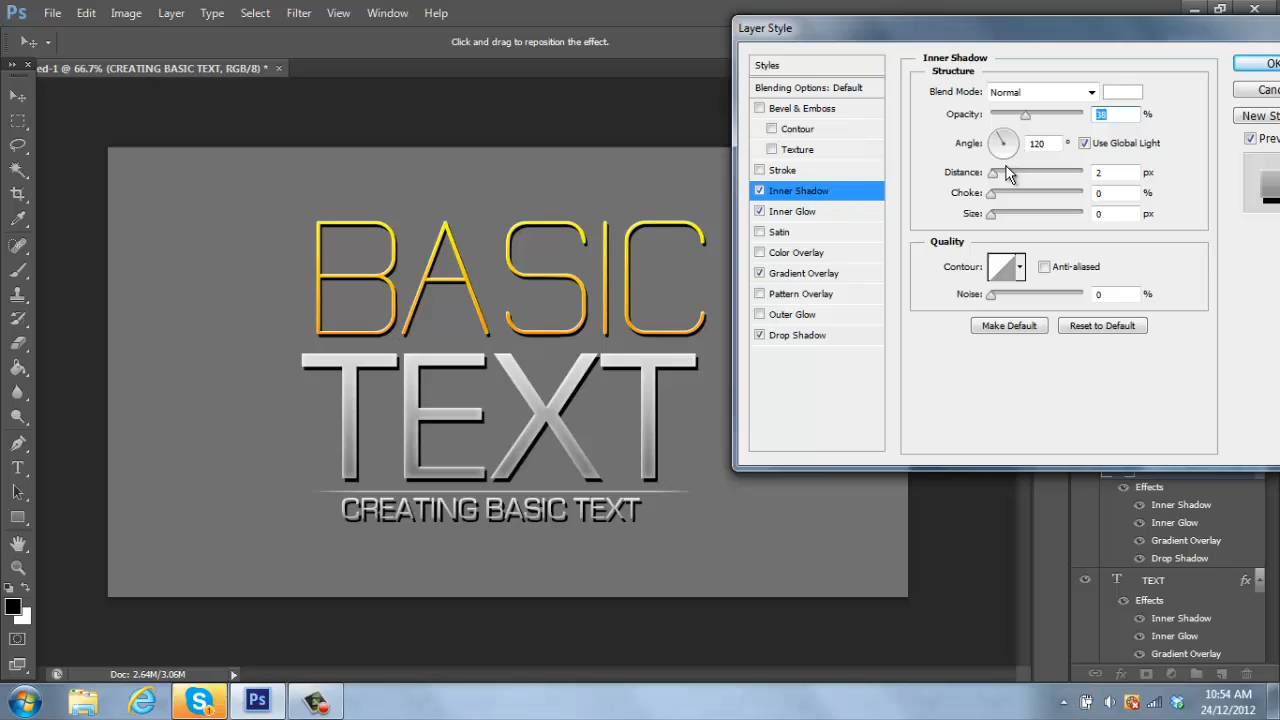 Ps File Edit Image Layer Type Select Filter View Window Help
Click and drag to reposition the effect.
ed-1 @ 66.7% (CREATING BASIC TEXT, RGB/8) * ×
BASIC
TEXT
CREATING BASIC TEXT
Doc: 2.64M/3.06M
Layer Style
Styles
Blending Options: Default
Bevel & Emboss
Contour
Texture
Stroke
Inner Shadow
Inner Glow
Satin
Color Overlay
Gradient Overlay
Pattern Overlay
Outer Glow
Drop Shadow
Inner Shadow
Structure
Blend Mode: Normal
Opacity: 38 %
Angle: 120 ° Use Global Light
Distance: 2 px
Choke: 0 %
Size: 0 px
Quality
Contour: Anti-aliased
Noise: 0 %
Make Default Reset to Default
OK
Canc
New St
Prev
Effects
Inner Shadow
Inner Glow
Gradient Overlay
Drop Shadow
T TEXT fx
Effects
Inner Shadow
Inner Glow
Gradient Overlay
Ps
10:54 AM
24/12/2012